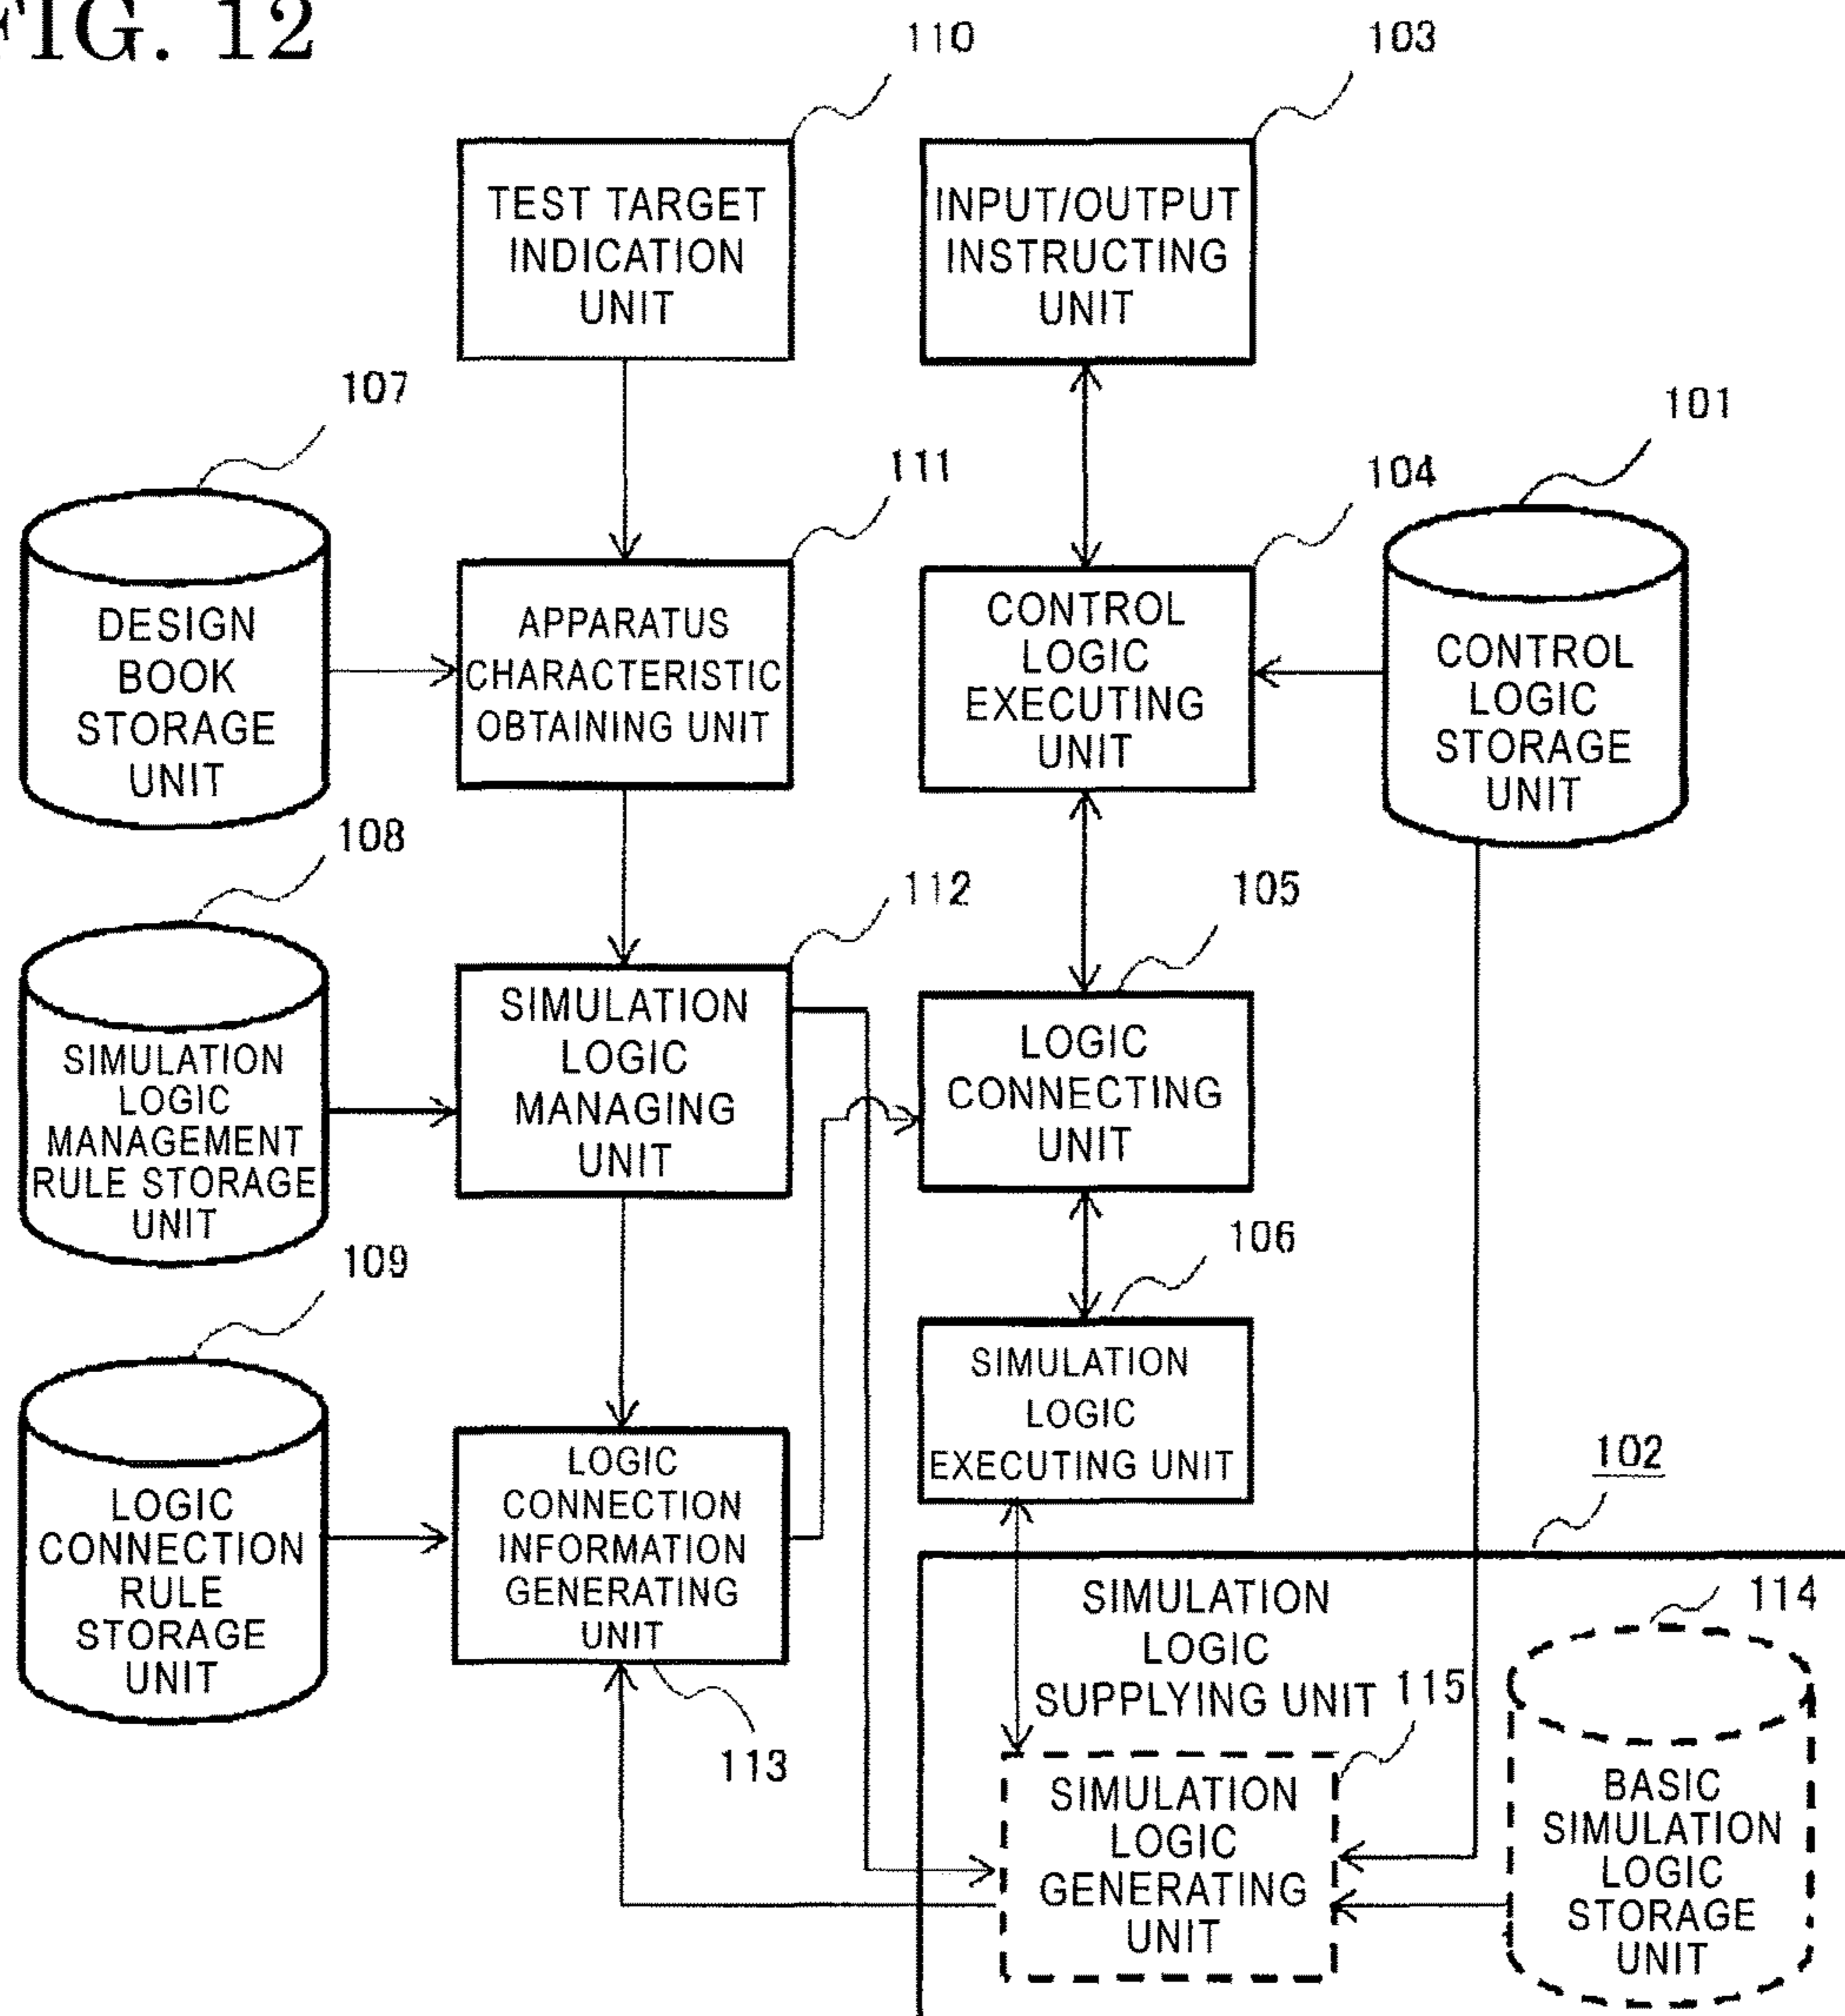 FIG. 12
110
103
TEST TARGET
INDICATION
UNIT
INPUT/OUTPUT
INSTRUCTING
UNIT
107
111
104
101
DESIGN
BOOK
STORAGE
UNIT
APPARATUS
CHARACTERISTIC
OBTAINING UNIT
CONTROL
LOGIC
EXECUTING
UNIT
CONTROL
LOGIC
STORAGE
UNIT
108
112
105
SIMULATION
LOGIC
MANAGEMENT
RULE STORAGE
UNIT
SIMULATION
LOGIC
MANAGING
UNIT
LOGIC
CONNECTING
UNIT
109
106
LOGIC
CONNECTION
RULE
STORAGE
UNIT
LOGIC
CONNECTION
INFORMATION
GENERATING
UNIT
SIMULATION
LOGIC
EXECUTING UNIT
113
102
SIMULATION
LOGIC
SUPPLYING UNIT
115
114
SIMULATION
LOGIC
GENERATING
UNIT
BASIC
SIMULATION
LOGIC
STORAGE
UNIT